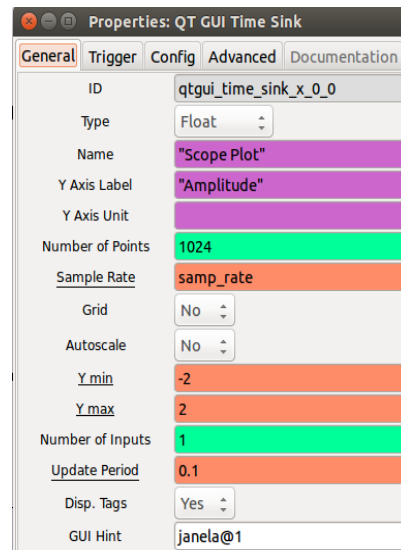 Properties: QT GUI Time Sink
General Trigger Config Advanced Documentation
ID qtgui_time_sink_x_0_0
Type Float
Name "Scope Plot"
Y Axis Label "Amplitude"
Y Axis Unit
Number of Points 1024
Sample Rate samp_rate
Grid No
Autoscale No
Y min -2
Y max 2
Number of Inputs 1
Update Period 0.1
Disp. Tags Yes
GUI Hint janela@1